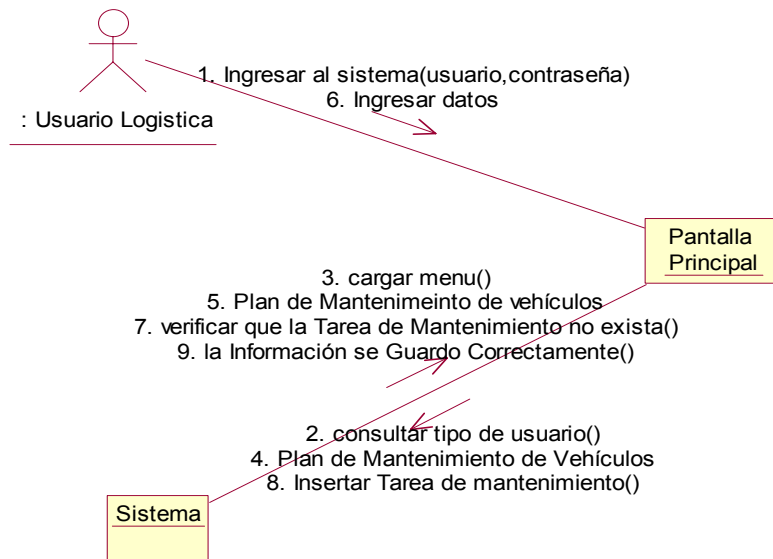 1. Ingresar al sistema(usuario,contraseña)
6. Ingresar datos
: Usuario Logistica
Pantalla
Principal
3. cargar menu()
5. Plan de Mantenimeinto de vehículos
7. verificar que la Tarea de Mantenimiento no exista()
9. la Información se Guardo Correctamente()
2. consultar tipo de usuario()
4. Plan de Mantenimiento de Vehículos
8. Insertar Tarea de mantenimiento()
Sistema